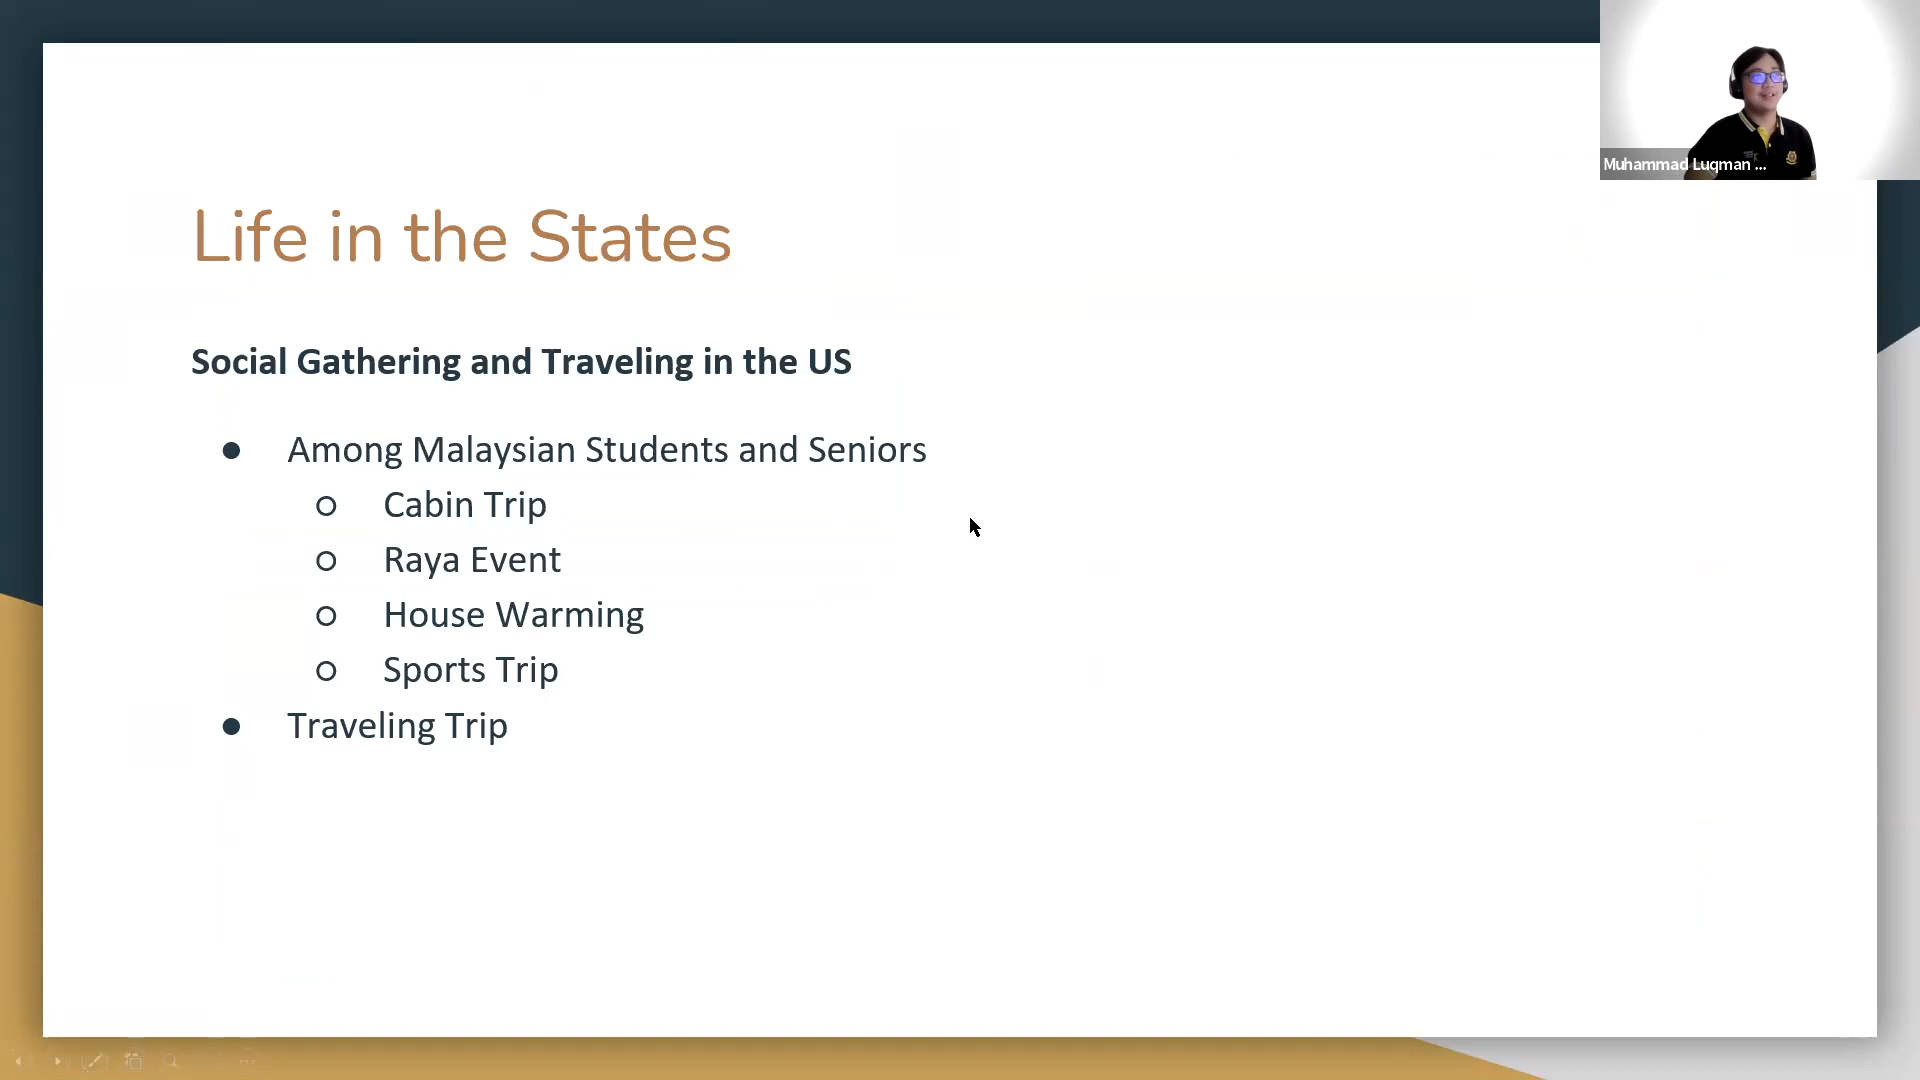 Muhammad Luqman ...
Life in the States
Social Gathering and Traveling in the US
● Among Malaysian Students and Seniors
○ Cabin Trip
○ Raya Event
○ House Warming
○ Sports Trip
● Traveling Trip